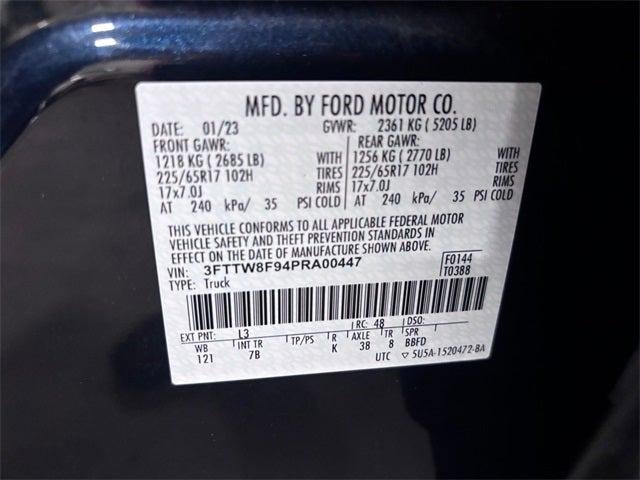 MFD. BY FORD MOTOR CO.
DATE: 01/23 GVWR: 2361 KG ( 5205 LB)
FRONT GAWR: REAR GAWR:
1218 KG ( 2685 LB) WITH 1256 KG ( 2770 LB) WITH
225/65R17 102H TIRES 225/65R17 102H TIRES
17x7.0J RIMS 17x7.0J RIMS
AT 240 kPa/ 35 PSI COLD AT 240 kPa/ 35 PSI COLD
THIS VEHICLE CONFORMS TO ALL APPLICABLE FEDERAL MOTOR
VEHICLE SAFETY AND THEFT PREVENTION STANDARDS IN
EFFECT ON THE DATE OF MANUFACTURE SHOWN ABOVE.
VIN: 3FTTW8F94PRA00447 F0144
TYPE: Truck T0388
EXT PNT: L3 RC: 48 DSO:
WB INT TR TP/PS R AXLE TR SPR
121 7B K 38 8 BBFD
UTC 5U5A-1520472-BA